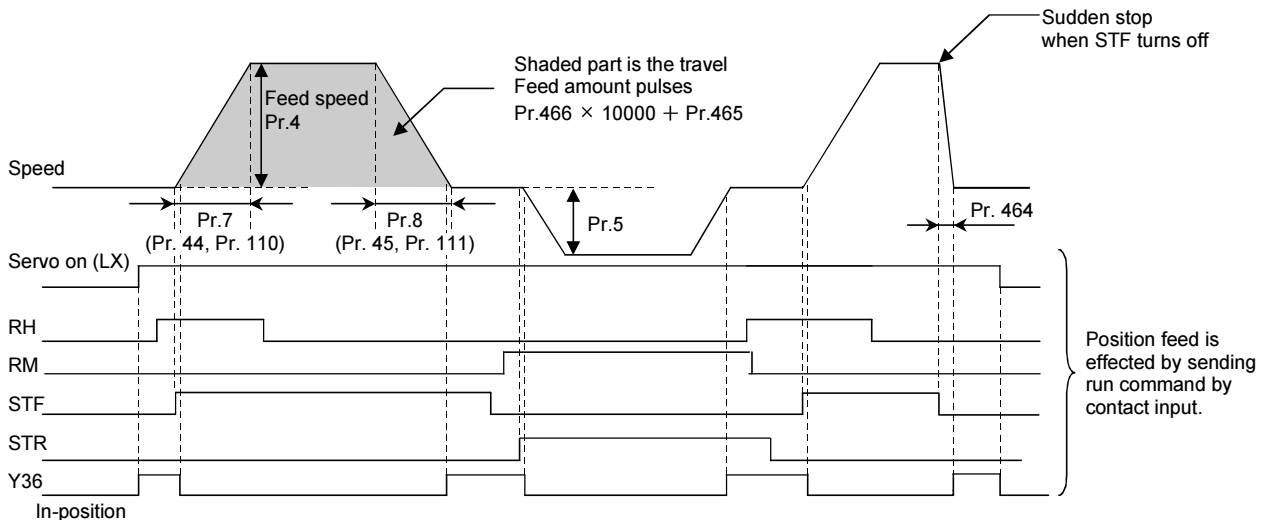 Sudden stop
when STF turns off
Shaded part is the travel
Feed amount pulses
Pr.466 × 10000 + Pr.465
Feed speed
Pr.4
Speed
Pr.7
(Pr. 44, Pr. 110)
Pr.8
(Pr. 45, Pr. 111)
Pr.5
Pr. 464
Servo on (LX)
RH
RM
STF
STR
Y36
In-position
Position feed is
effected by sending
run command by
contact input.